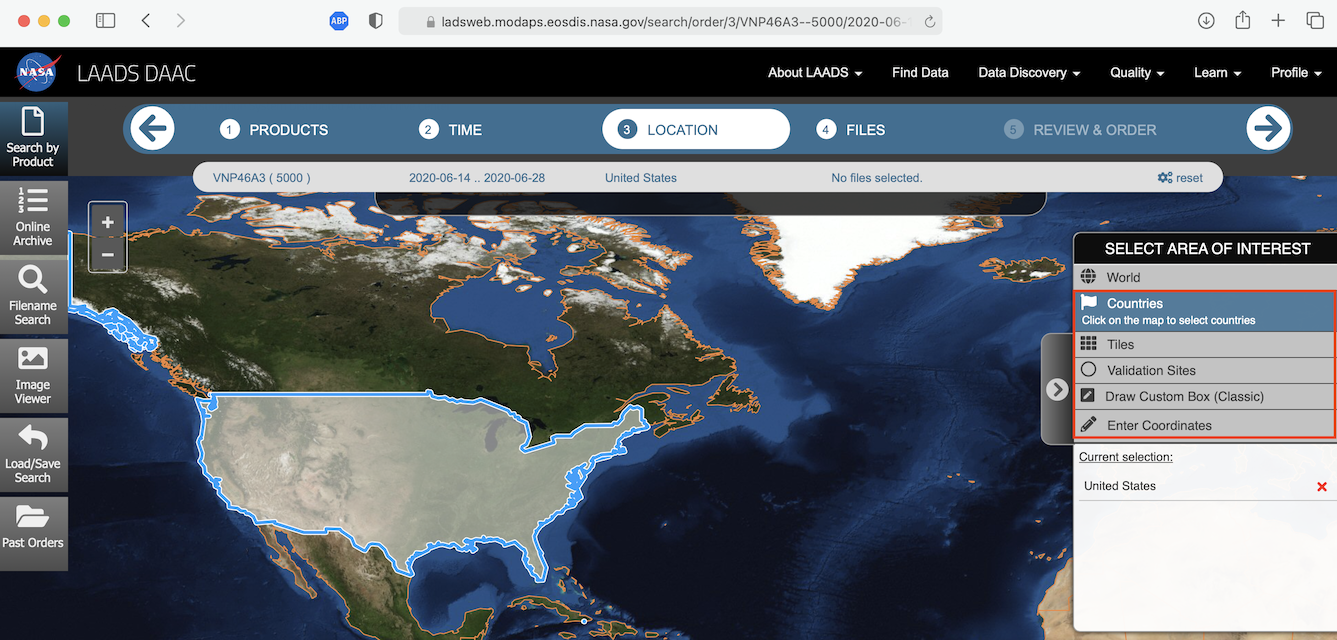 ABP
ladsweb.modaps.eosdis.nasa.gov/search/order/3/VNP46A3--5000/2020-06-
NASA
LAADS DAAC
About LAADS
Find Data
Data Discovery
Quality
Learn
Profile
Search by
Product
1 PRODUCTS
2 TIME
3 LOCATION
4 FILES
5 REVIEW & ORDER
VNP46A3 ( 5000 )
2020-06-14 .. 2020-06-28
United States
No files selected.
reset
1
2
3
Online
Archive
+
−
Filename
Search
Image
Viewer
Load/Save
Search
Past Orders
SELECT AREA OF INTEREST
World
Countries
Click on the map to select countries
Tiles
Validation Sites
Draw Custom Box (Classic)
Enter Coordinates
Current selection:
United States